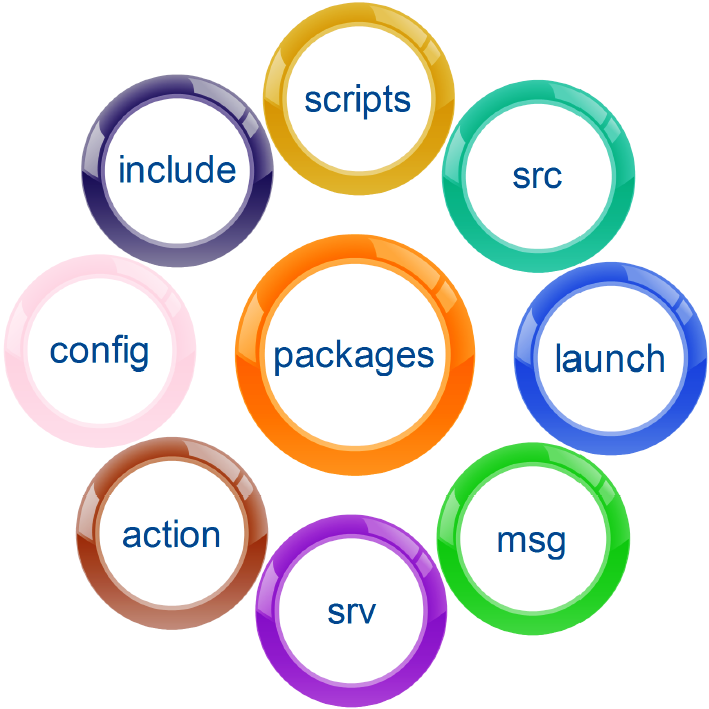 scripts
include
src
config
packages
launch
action
msg
srv